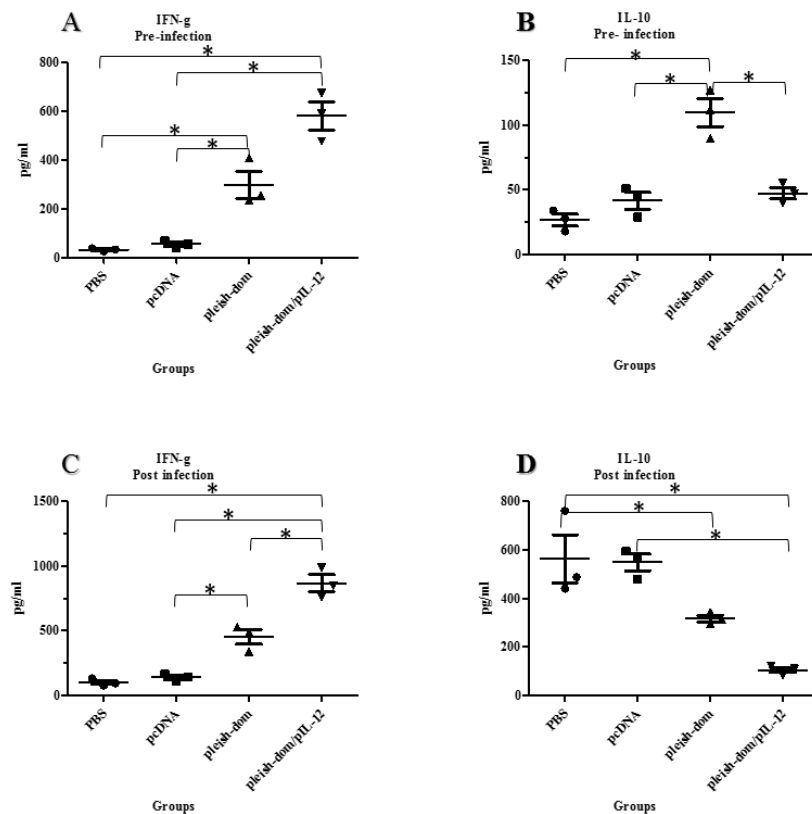 A
IFN-g
Pre-infection
*
*
*
*
800
600
400
200
0
pg/ml
PBS
pcDNA
pleish-dom
pleish-dom/pIL-12
Groups
B
IL-10
Pre- infection
*
*
*
150
100
50
0
pg/ml
PBS
pcDNA
pleish-dom
pleish-dom/pIL-12
Groups
C
IFN-g
Post infection
*
*
*
*
1500
1000
500
0
pg/ml
PBS
pcDNA
pleish-dom
pleish-dom/pIL-12
Groups
D
IL-10
Post infection
*
*
*
800
600
400
200
0
pg/ml
PBS
pcDNA
pleish-dom
pleish-dom/pIL-12
Groups